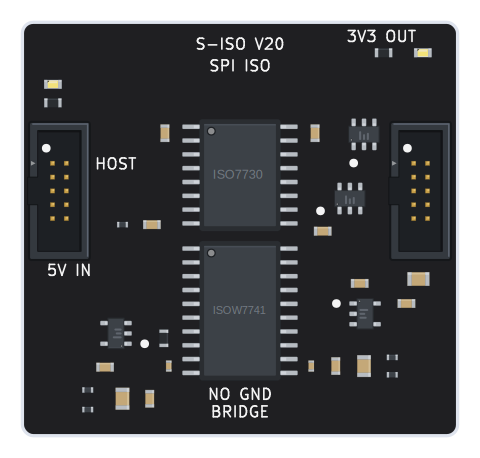 3V3 OUT
S-ISO V20
SPI ISO
HOST
ISO7730
5V IN
ISOW7741
NO GND
BRIDGE